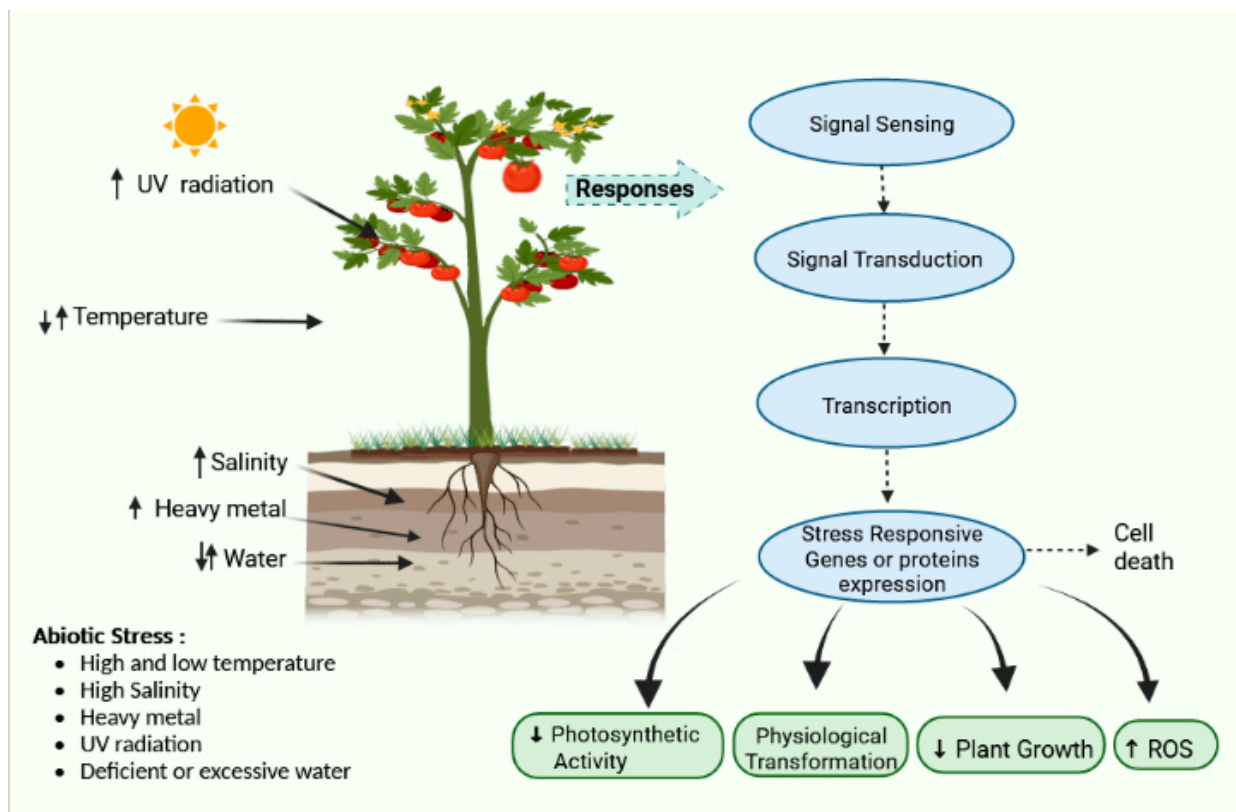 ↑ UV radiation
↓↑ Temperature
↑ Salinity
↑ Heavy metal
↓↑ Water
Abiotic Stress :
• High and low temperature
• High Salinity
• Heavy metal
• UV radiation
• Deficient or excessive water
Responses
Signal Sensing
Signal Transduction
Transcription
Stress Responsive
Genes or proteins
expression
Cell
death
↓ Photosynthetic
Activity
Physiological
Transformation
↓ Plant Growth
↑ ROS